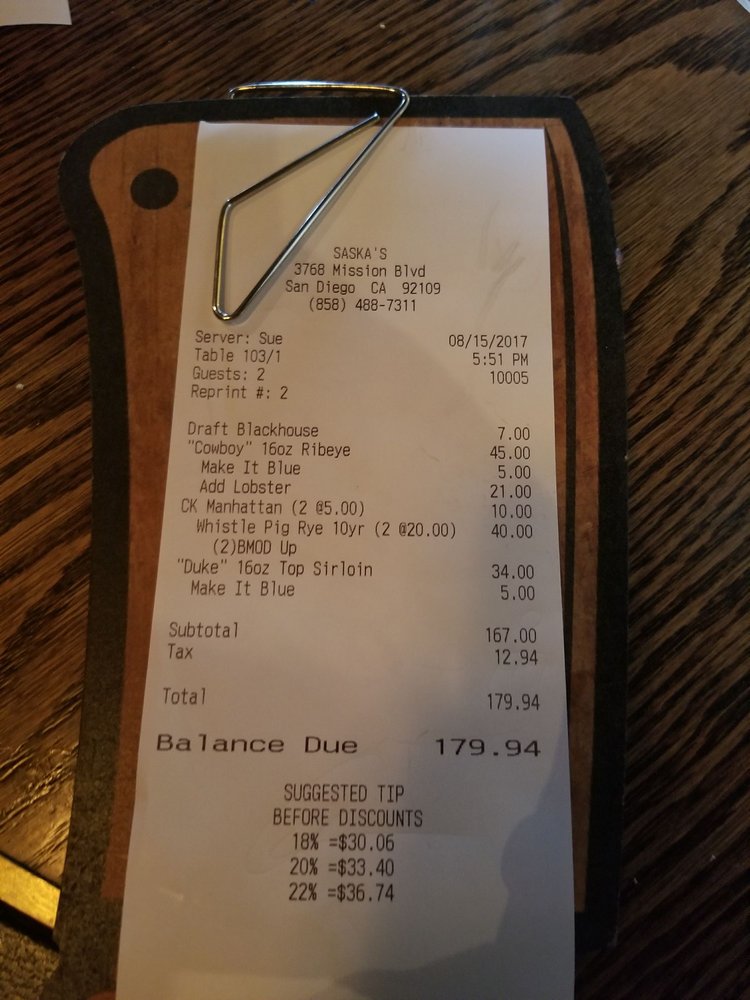 SASKA'S
3768 Mission Blvd
San Diego CA 92109
(858) 488-7311
Server: Sue 08/15/2017
Table 103/1 5:51 PM
Guests: 2 10005
Reprint #: 2
Draft Blackhouse 7.00
"Cowboy" 16oz Ribeye 45.00
Make It Blue 5.00
Add Lobster 21.00
CK Manhattan (2 @5.00) 10.00
Whistle Pig Rye 10yr (2 @20.00) 40.00
(2)BMOD Up
"Duke" 16oz Top Sirloin 34.00
Make It Blue 5.00
Subtotal 167.00
Tax 12.94
Total 179.94
Balance Due 179.94
SUGGESTED TIP
BEFORE DISCOUNTS
18% =$30.06
20% =$33.40
22% =$36.74